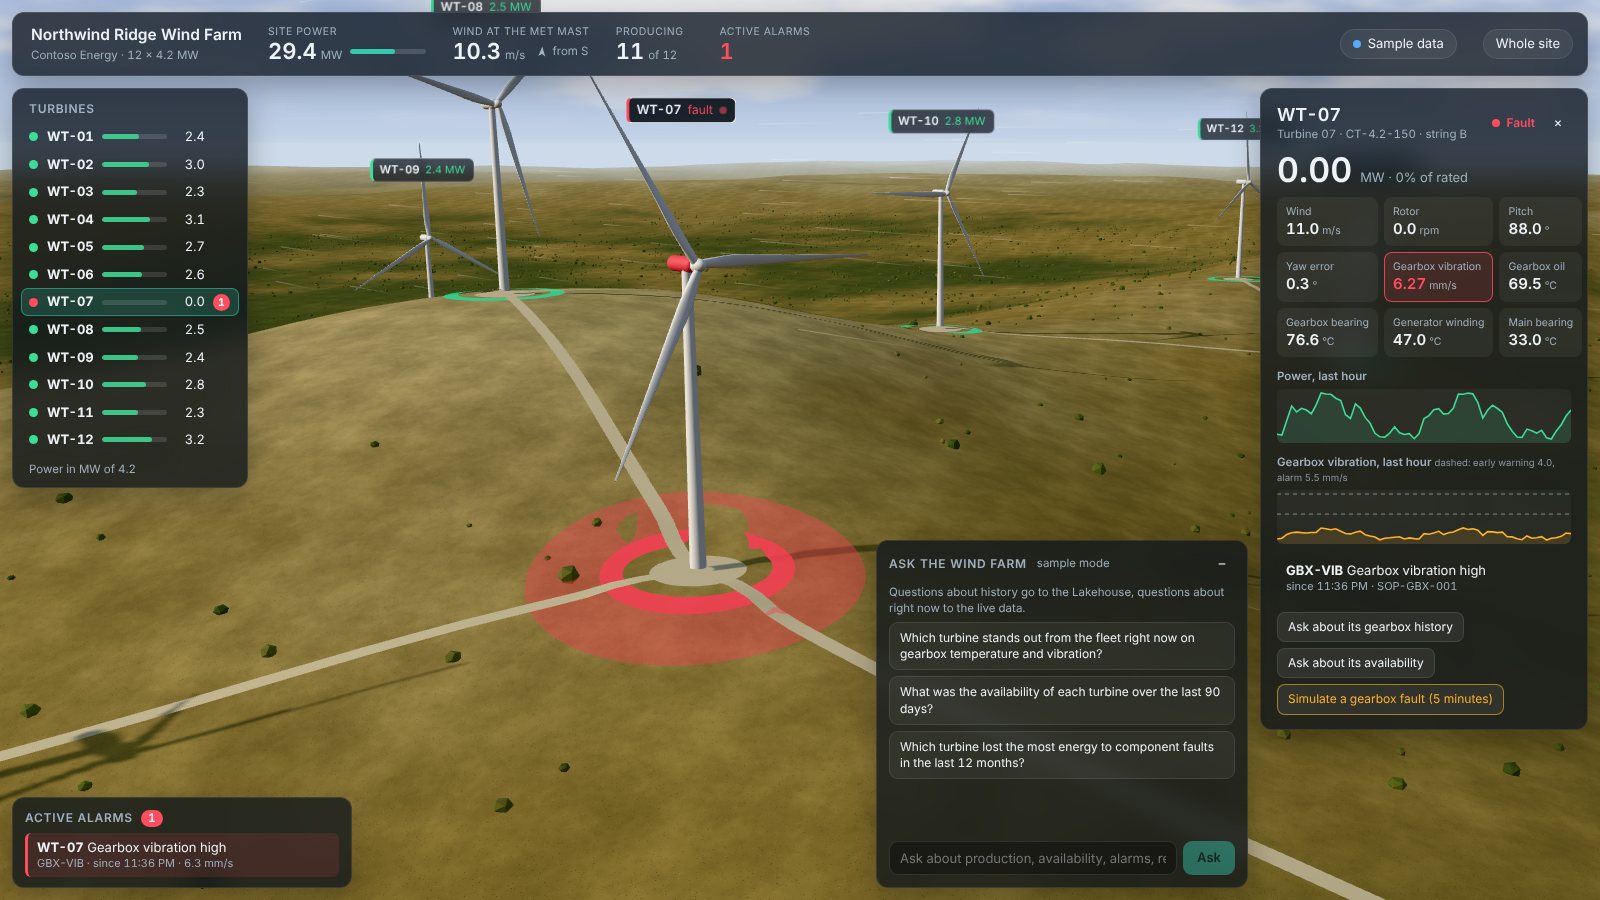 WT-08 2.5 MW
Northwind Ridge Wind Farm
Contoso Energy · 12 × 4.2 MW
SITE POWER
29.4 MW
WIND AT THE MET MAST
10.3 m/s from S
PRODUCING
11 of 12
ACTIVE ALARMS
1
Sample data
Whole site
TURBINES
WT-01 2.4
WT-02 3.0
WT-03 2.3
WT-04 3.1
WT-05 2.7
WT-06 2.6
WT-07 0.0 1
WT-08 2.5
WT-09 2.4
WT-10 2.8
WT-11 2.3
WT-12 3.2
Power in MW of 4.2
WT-07 fault
WT-09 2.4 MW
WT-10 2.8 MW
WT-12 3.
WT-07
Turbine 07 · CT-4.2-150 · string B
Fault ×
0.00 MW · 0% of rated
Wind
11.0 m/s
Rotor
0.0 rpm
Pitch
88.0 °
Yaw error
0.3 °
Gearbox vibration
6.27 mm/s
Gearbox oil
69.5 °C
Gearbox bearing
76.6 °C
Generator winding
47.0 °C
Main bearing
33.0 °C
Power, last hour
Gearbox vibration, last hour dashed: early warning 4.0,
alarm 5.5 mm/s
GBX-VIB Gearbox vibration high
since 11:36 PM · SOP-GBX-001
Ask about its gearbox history
Ask about its availability
Simulate a gearbox fault (5 minutes)
ASK THE WIND FARM sample mode −
Questions about history go to the Lakehouse, questions about
right now to the live data.
Which turbine stands out from the fleet right now on
gearbox temperature and vibration?
What was the availability of each turbine over the last 90
days?
Which turbine lost the most energy to component faults
in the last 12 months?
Ask about production, availability, alarms, re
Ask
ACTIVE ALARMS 1
WT-07 Gearbox vibration high
GBX-VIB · since 11:36 PM · 6.3 mm/s